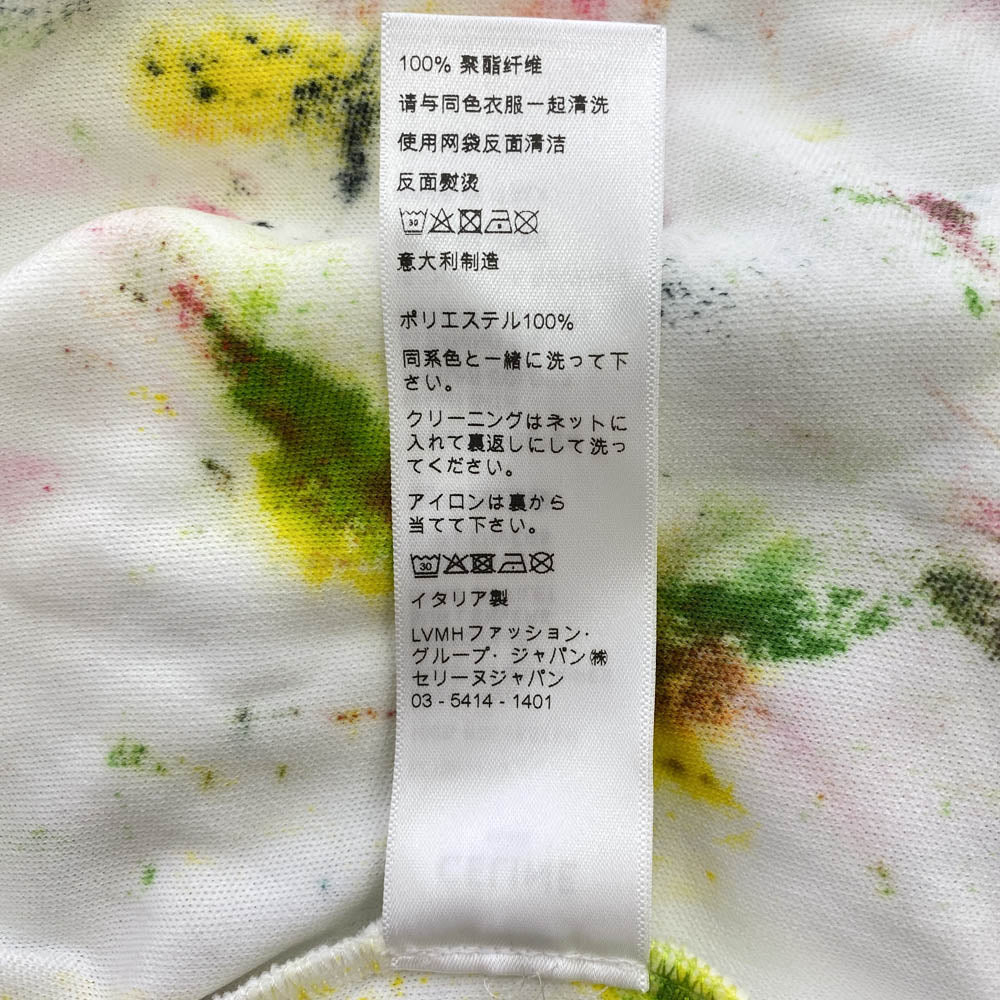 100% 聚酯纤维
请与同色衣服一起清洗
使用网袋反面清洁
反面熨烫
30
意大利制造
ポリエステル100%
同系色と一緒に洗って下
さい。
クリーニングはネットに
入れて裏返しにして洗っ
てください。
アイロンは裏から
当てて下さい。
30
イタリア製
LVMHファッション・
グループ・ジャパン㈱
セリーヌジャパン
03 - 5414 - 1401